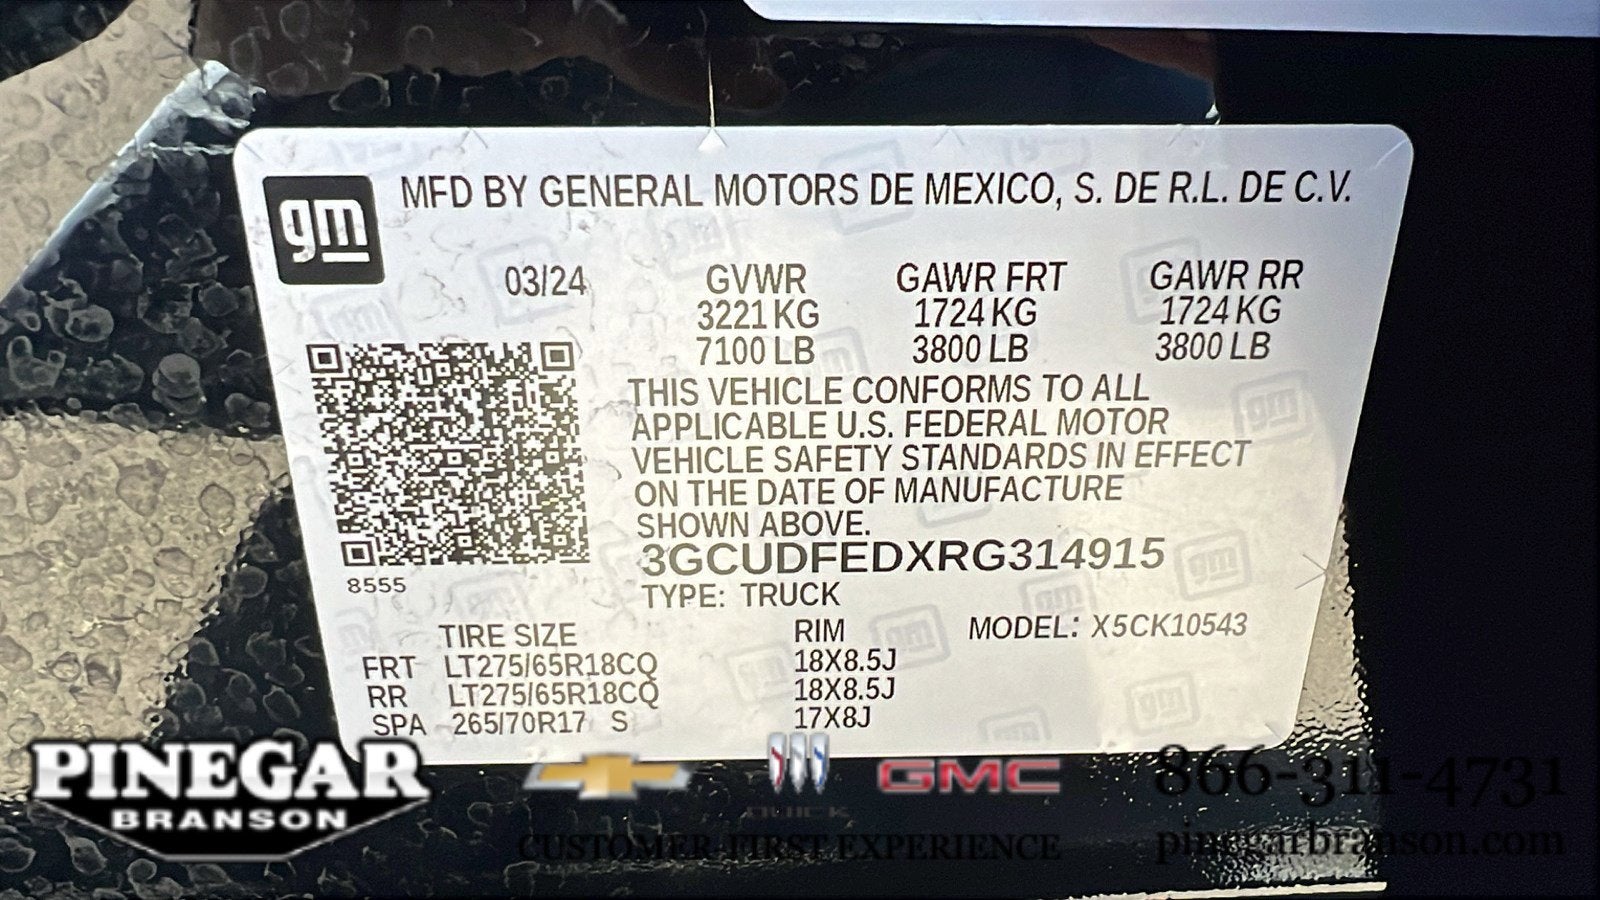 gm
MFD BY GENERAL MOTORS DE MEXICO, S. DE R.L. DE C.V.
03/24 GVWR GAWR FRT GAWR RR
3221 KG 1724 KG 1724 KG
7100 LB 3800 LB 3800 LB
THIS VEHICLE CONFORMS TO ALL
APPLICABLE U.S. FEDERAL MOTOR
VEHICLE SAFETY STANDARDS IN EFFECT
ON THE DATE OF MANUFACTURE
SHOWN ABOVE.
3GCUDFEDXRG314915
8555
TYPE: TRUCK
TIRE SIZE RIM MODEL: X5CK10543
FRT LT275/65R18CQ 18X8.5J
RR LT275/65R18CQ 18X8.5J
SPA 265/70R17 S 17X8J
PINEGAR
BRANSON
BUICK
GMC
CUSTOMER FIRST EXPERIENCE
866-311-4731
pinegarbranson.com